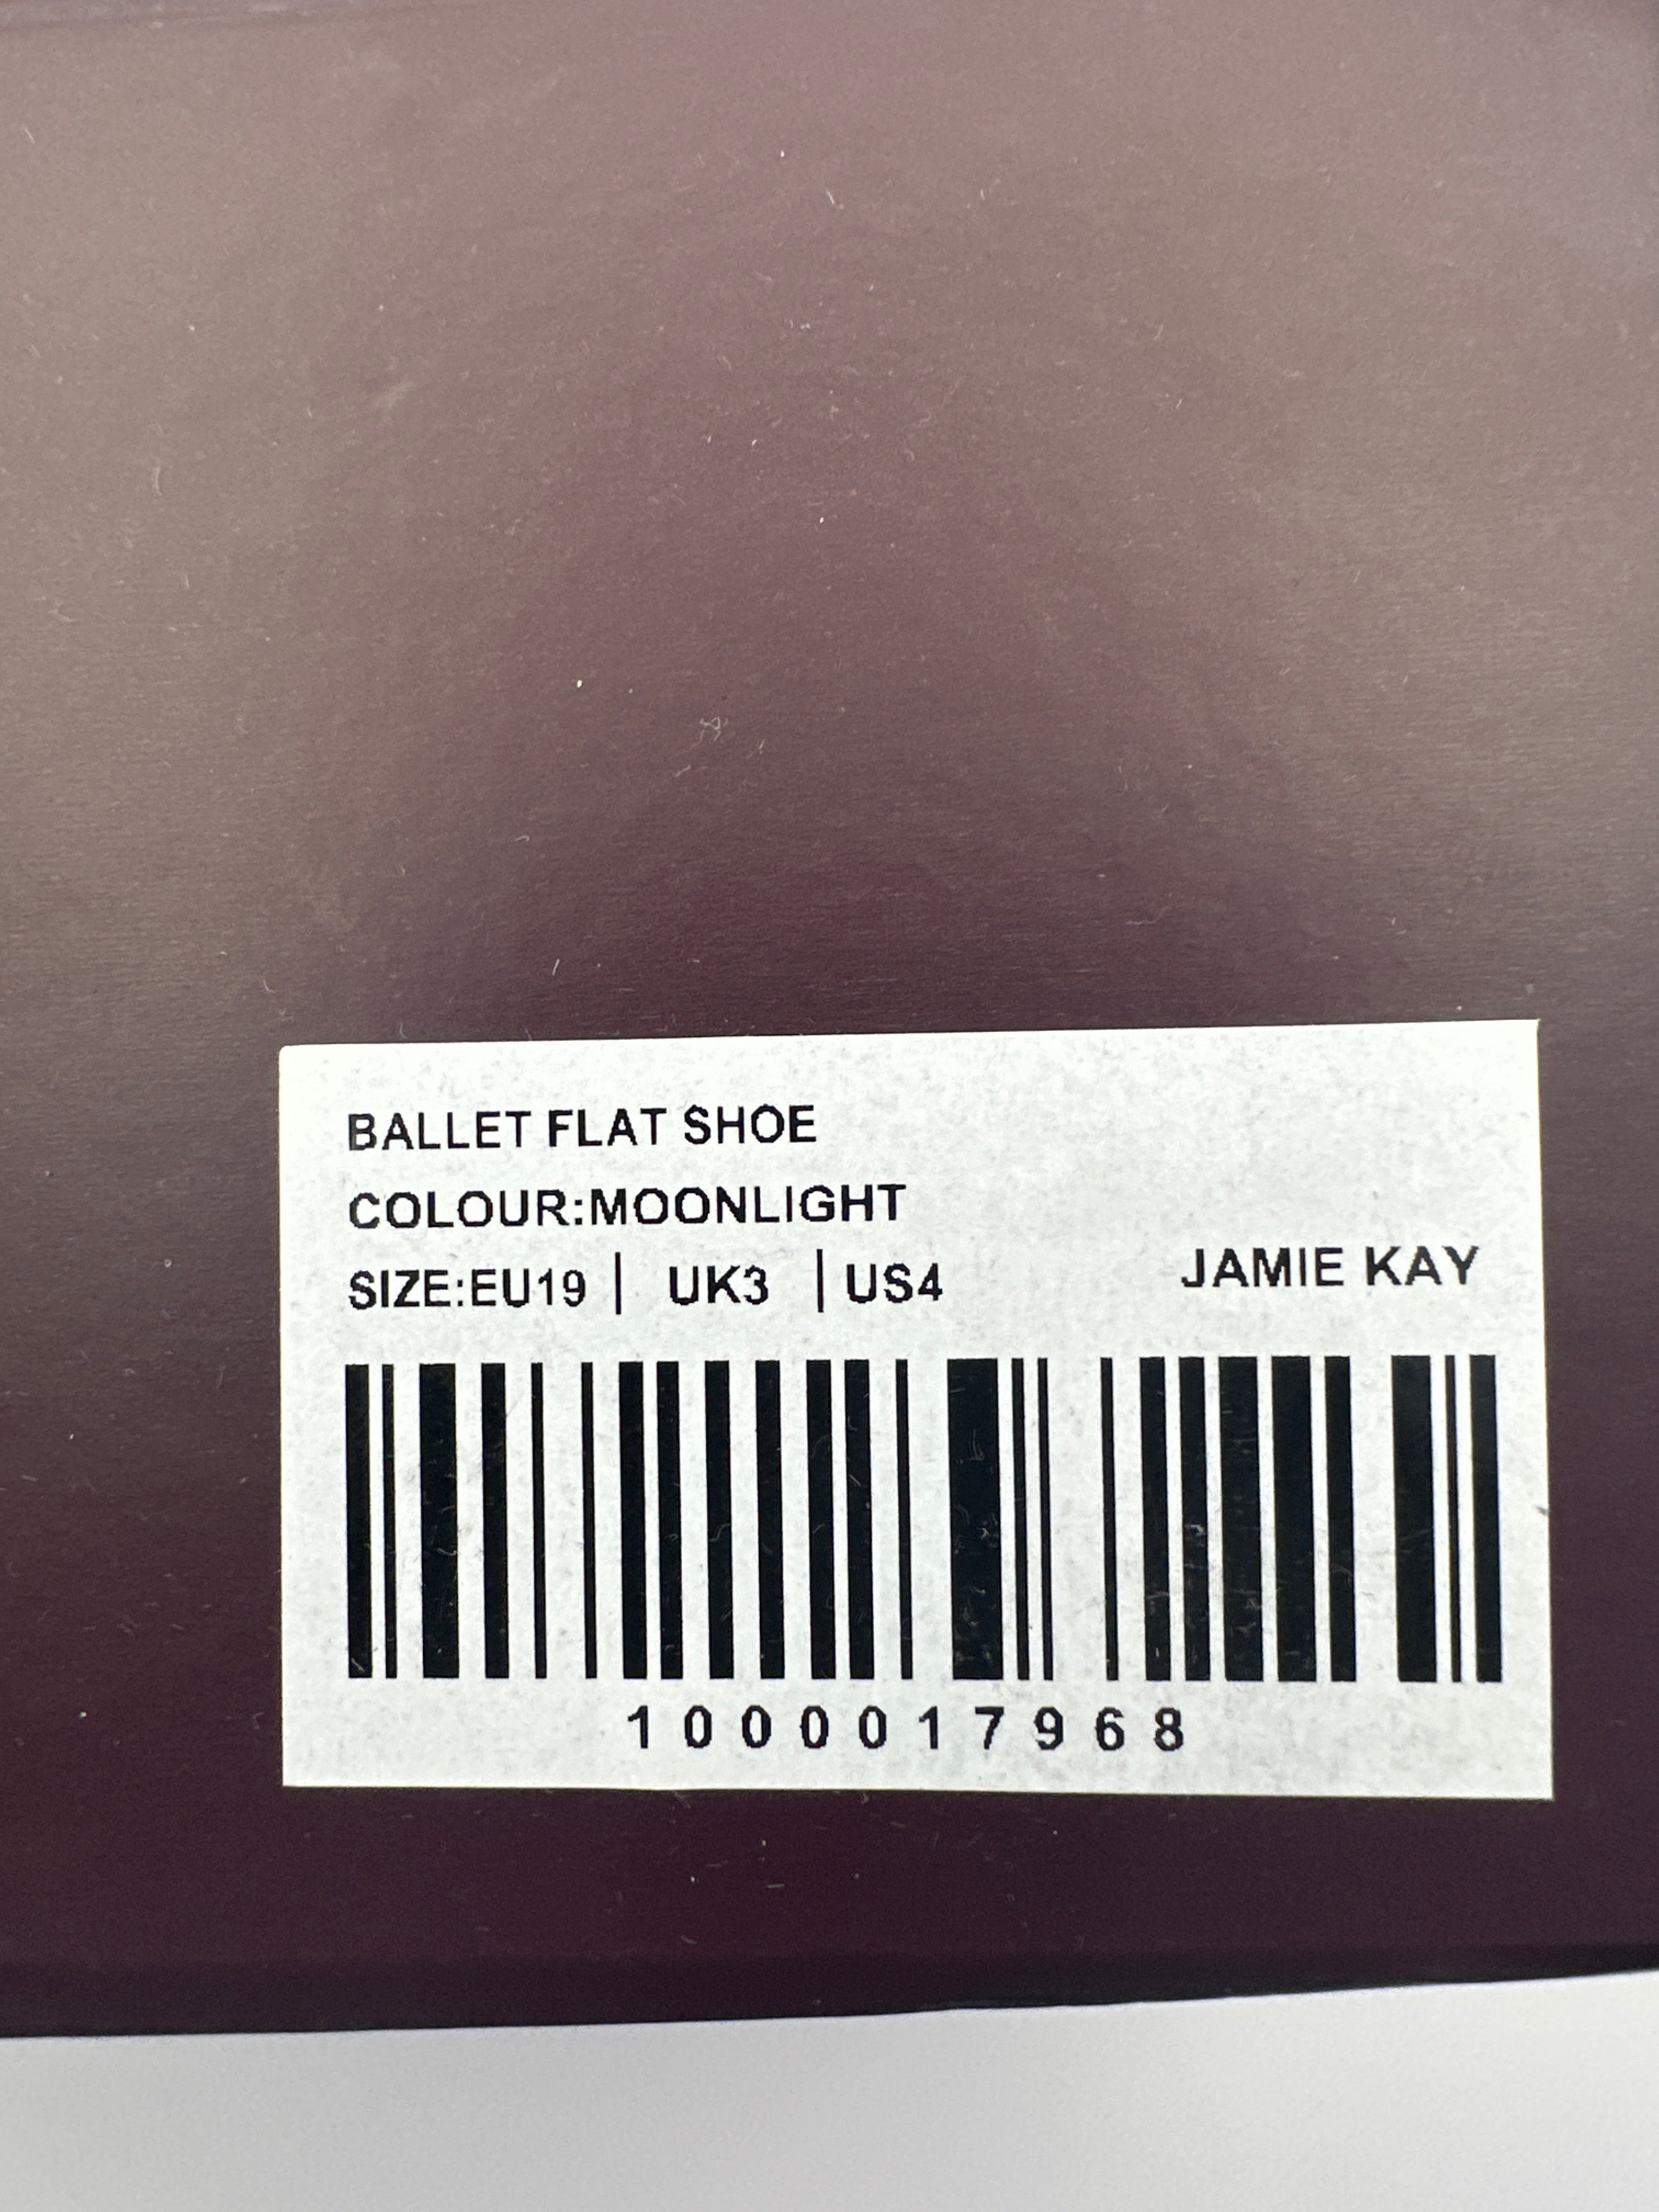 BALLET FLAT SHOE
COLOUR:MOONLIGHT
SIZE:EU19 | UK3 | US4
JAMIE KAY
1000017968